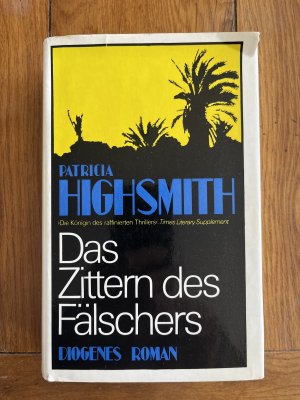 PATRICIA
HIGHSMITH
›Die Königin des raffinierten Thrillers‹ Times Literary Supplement
Das
Zittern des
Fälschers
DIOGENES ROMAN